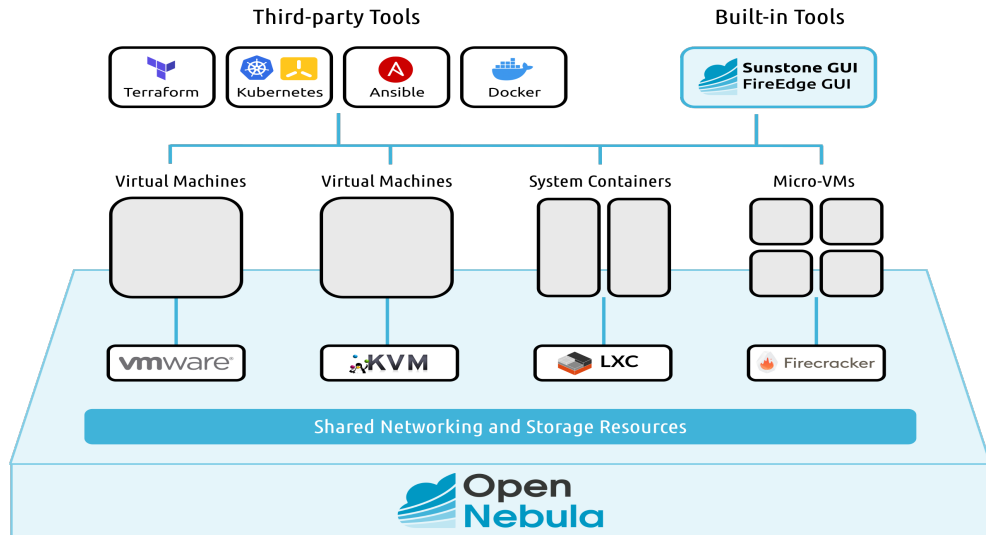 Third-party Tools
Built-in Tools
Terraform
Kubernetes
Ansible
Docker
Sunstone GUI
FireEdge GUI
Virtual Machines
Virtual Machines
System Containers
Micro-VMs
vmware®
KVM
LXC
Firecracker
Shared Networking and Storage Resources
Open
Nebula